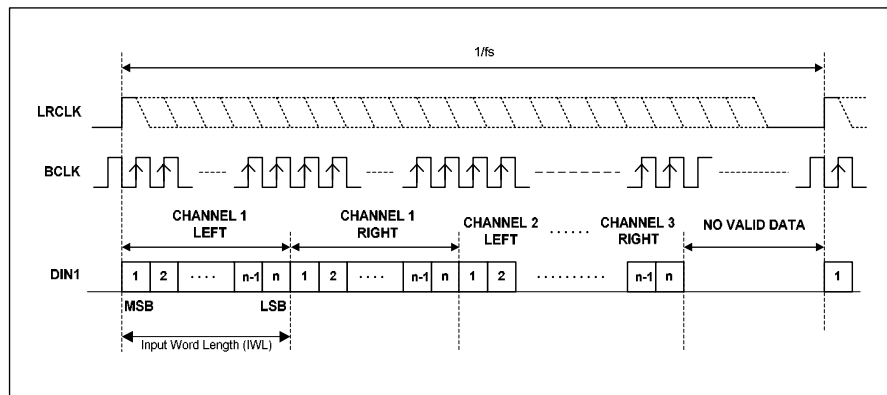 1/fs
LRCLK
BCLK
CHANNEL 1
LEFT
CHANNEL 1
RIGHT
CHANNEL 2
LEFT
CHANNEL 3
RIGHT
NO VALID DATA
DIN1
1 2 n-1 n 1 2 n-1 n 1 2 n-1 n 1
MSB LSB
Input Word Length (IWL)